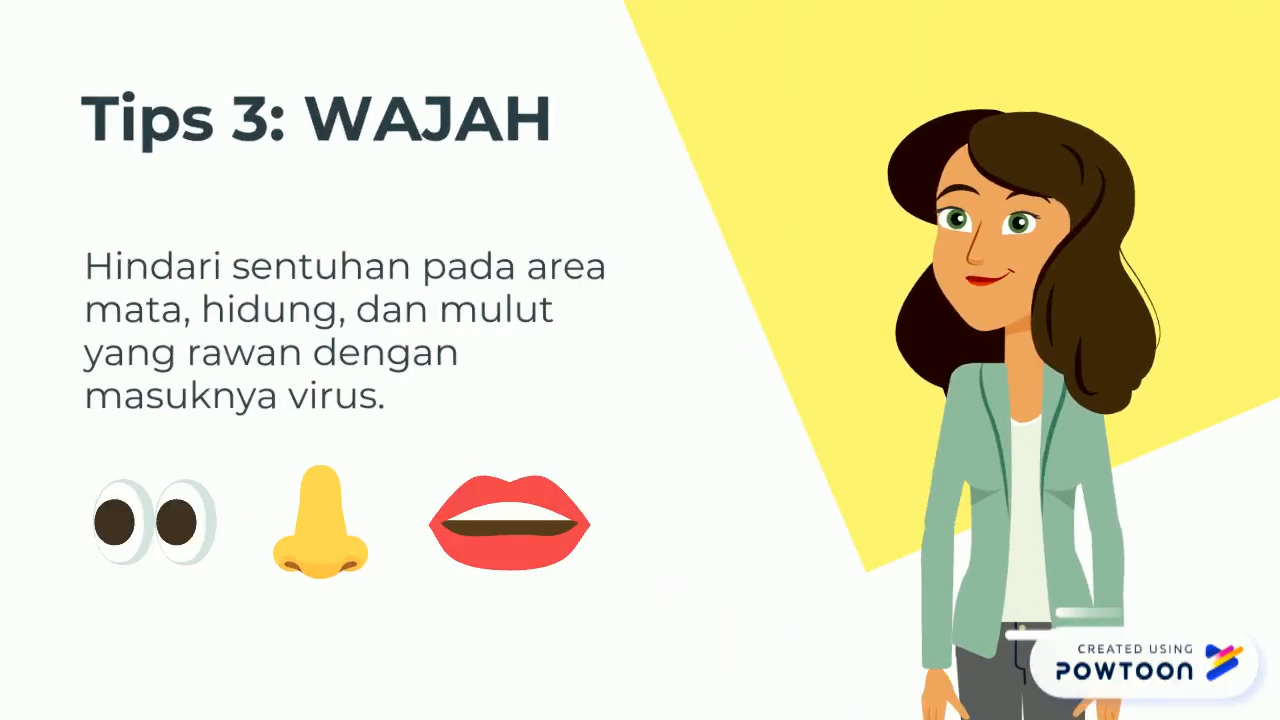 Tips 3: WAJAH
Hindari sentuhan pada area
mata, hidung, dan mulut
yang rawan dengan
masuknya virus.
CREATED USING
POWTOON